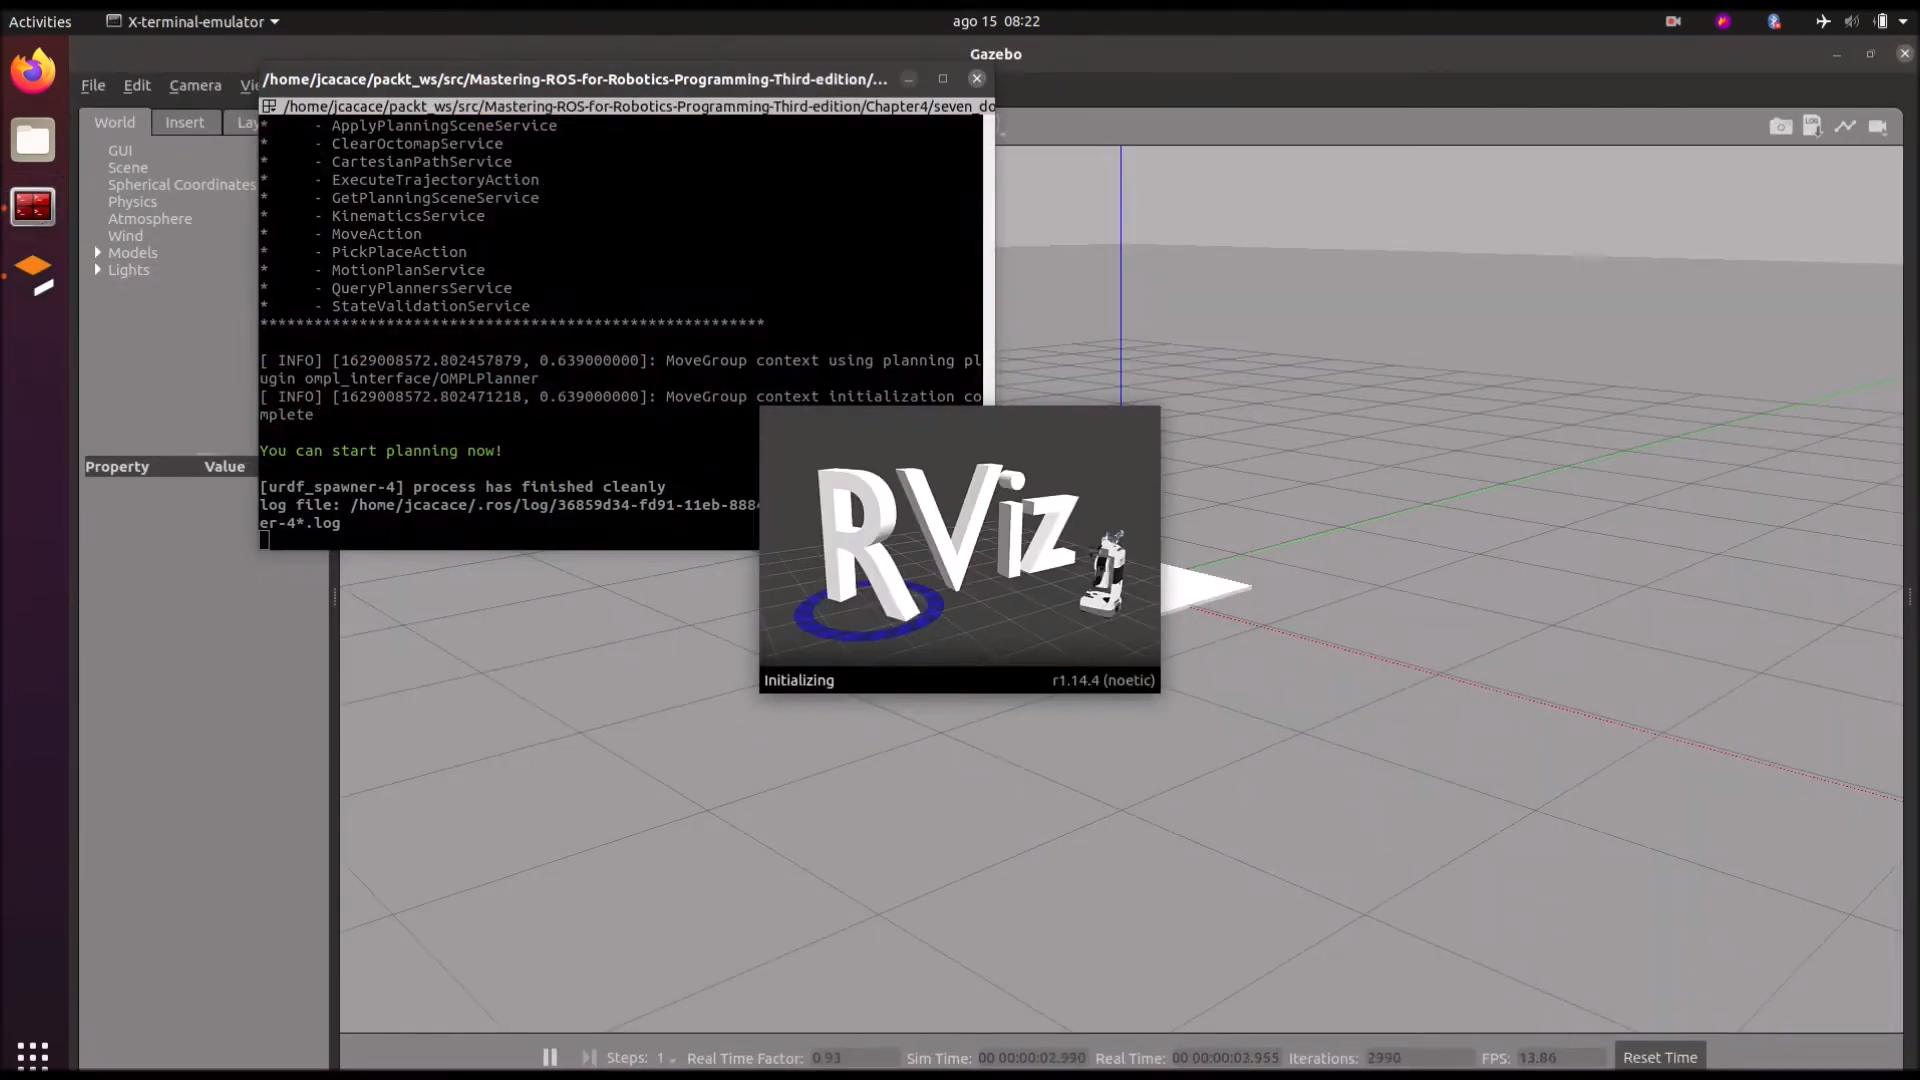 Activities
X-terminal-emulator
ago 15 08:22
Gazebo
File Edit Camera
/home/jcacace/packt_ws/src/Mastering-ROS-for-Robotics-Programming-Third-edition/...
/home/jcacace/packt_ws/src/Mastering-ROS-for-Robotics-Programming-Third-edition/Chapter4/seven_do
World Insert
GUI
Scene
Spherical Coordinates
Physics
Atmosphere
Wind
Models
Lights
Property Value
* - ApplyPlanningSceneService
* - ClearOctomapService
* - CartesianPathService
* - ExecuteTrajectoryAction
* - GetPlanningSceneService
* - KinematicsService
* - MoveAction
* - PickPlaceAction
* - MotionPlanService
* - QueryPlannersService
* - StateValidationService
********************************************************
[ INFO] [1629008572.802457879, 0.639000000]: MoveGroup context using planning pl
ugin ompl_interface/OMPLPlanner
[ INFO] [1629008572.802471218, 0.639000000]: MoveGroup context initialization co
mplete
You can start planning now!
[urdf_spawner-4] process has finished cleanly
log file: /home/jcacace/.ros/log/36859d34-fd91-11eb-888
er-4*.log
RViz
Initializing r1.14.4 (noetic)
LOG
Steps: 1 Real Time Factor: 0.93 Sim Time: 00 00:00:02.990 Real Time: 00 00:00:03.955 Iterations: 2990 FPS: 13.86 Reset Time